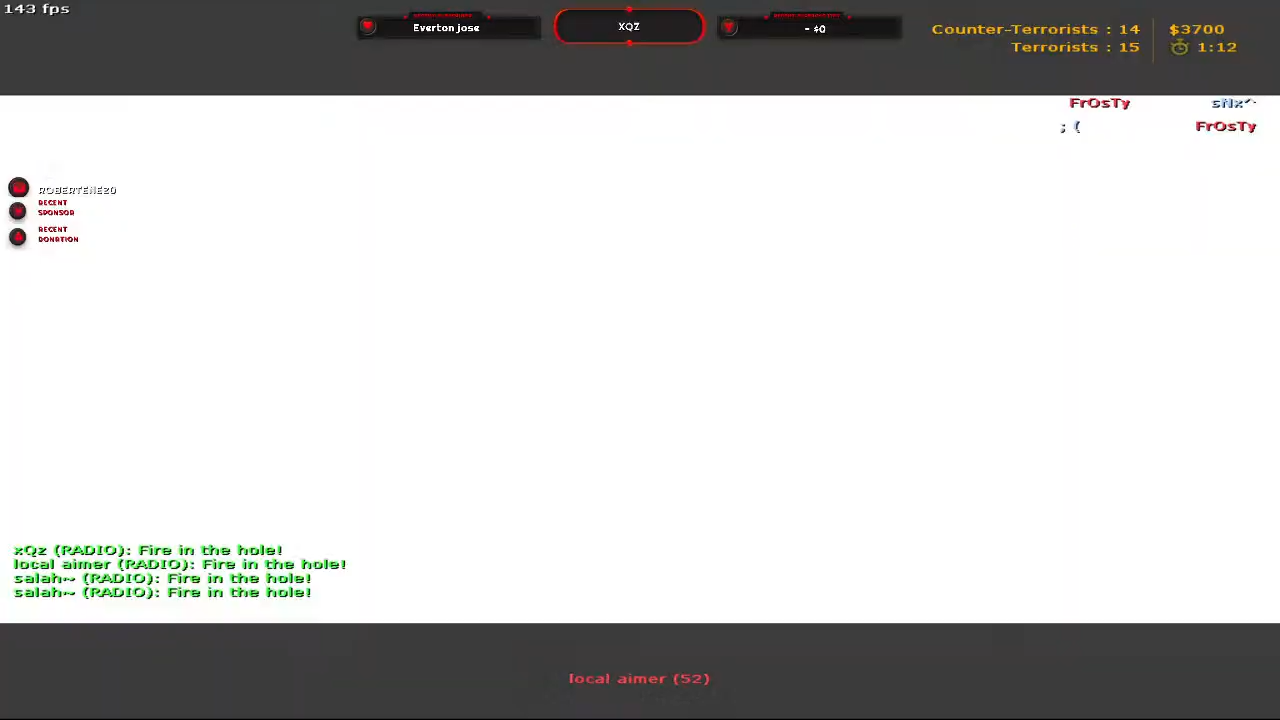 143 fps
Everton jose
XQZ
- $0
Counter-Terrorists : 14
$3700
Terrorists : 15
1:12
FrOsTy sNx^
; ( FrOsTy
ROBERTENE20
RECENT
SPONSOR
RECENT
DONATION
xQz (RADIO): Fire in the hole!
local aimer (RADIO): Fire in the hole!
salah~ (RADIO): Fire in the hole!
salah~ (RADIO): Fire in the hole!
local aimer (52)